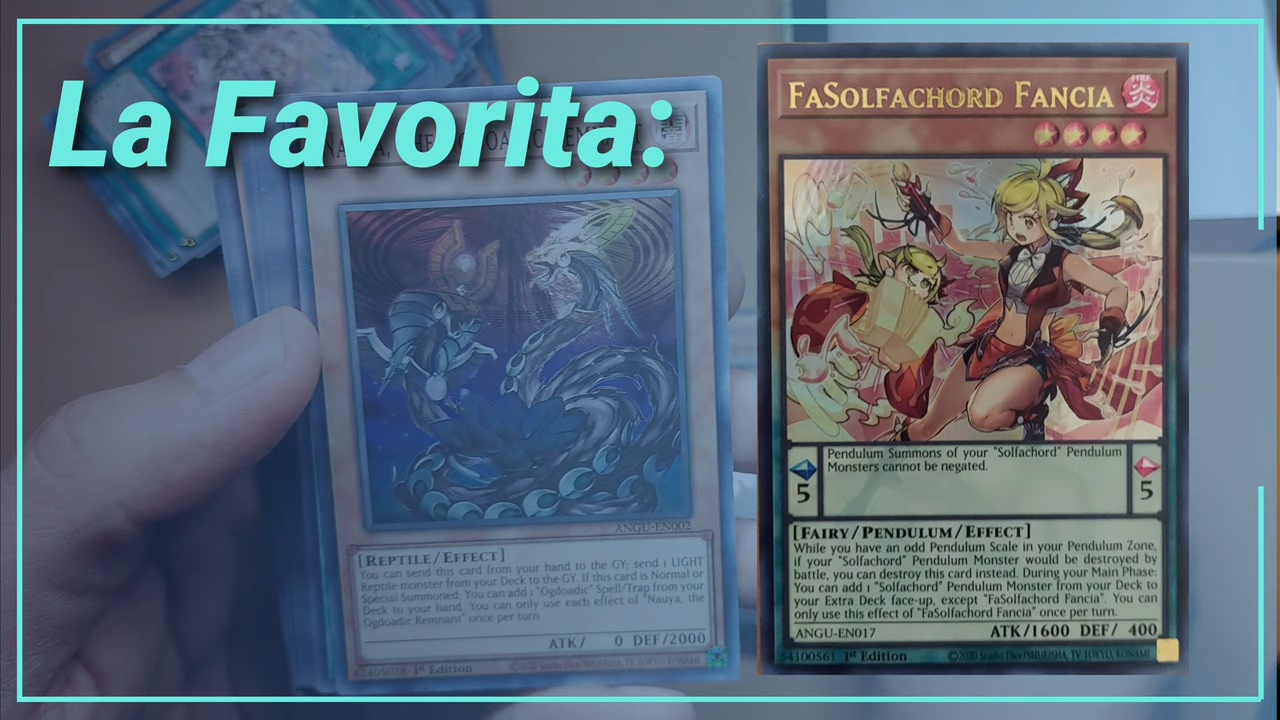 La Favorita:
FASOLFACHORD FANCIA
炎
Pendulum Summons of your "Solfachord" Pendulum
Monsters cannot be negated.
5
5
[FAIRY/PENDULUM/EFFECT]
While you have an odd Pendulum Scale in your Pendulum Zone,
if your "Solfachord" Pendulum Monster would be destroyed by
battle, you can destroy this card instead. During your Main Phase:
You can add 1 "Solfachord" Pendulum Monster from your Deck to
your Extra Deck face-up, except "FaSolfachord Fancia". You can
only use this effect of "FaSolfachord Fancia" once per turn.
ANGU-EN017
ATK/1600 DEF/ 400
54100561 1st Edition
©2020 Studio Dice/SHUEISHA, TV TOKYO, KONAMI
ANGU-EN002
[REPTILE/EFFECT]
You can send this card from your hand to the GY; send 1 LIGHT
Reptile monster from your Deck to the GY. If this card is Normal or
Special Summoned: You can add 1 "Ogdoadic" Spell/Trap from your
Deck to your hand. You can only use each effect of "Nauya, the
Ogdoadic Remnant" once per turn.
ATK/ 0 DEF/2000
1st Edition